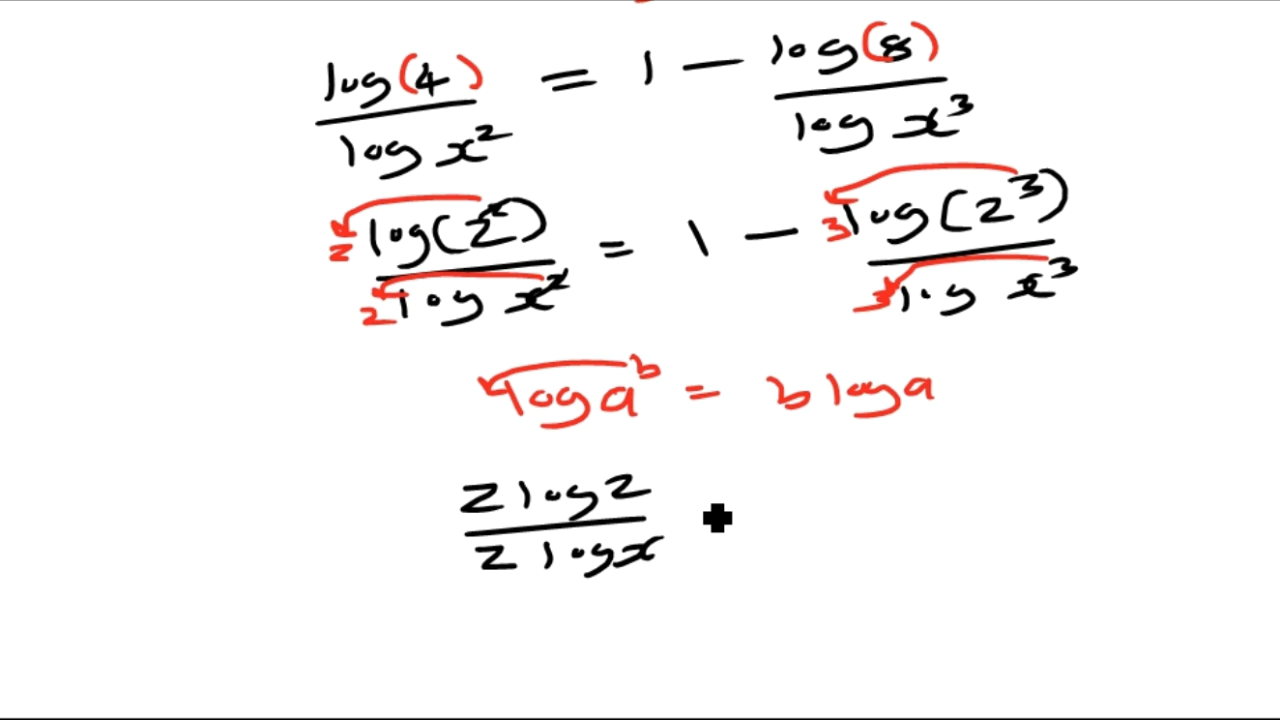 log(4)/log x² = 1 − log(8)/log x³
2 log(2²)/2 log x² = 1 − 3 log(2³)/3 log x³
log a^b = b log a
2 log 2/2 log x